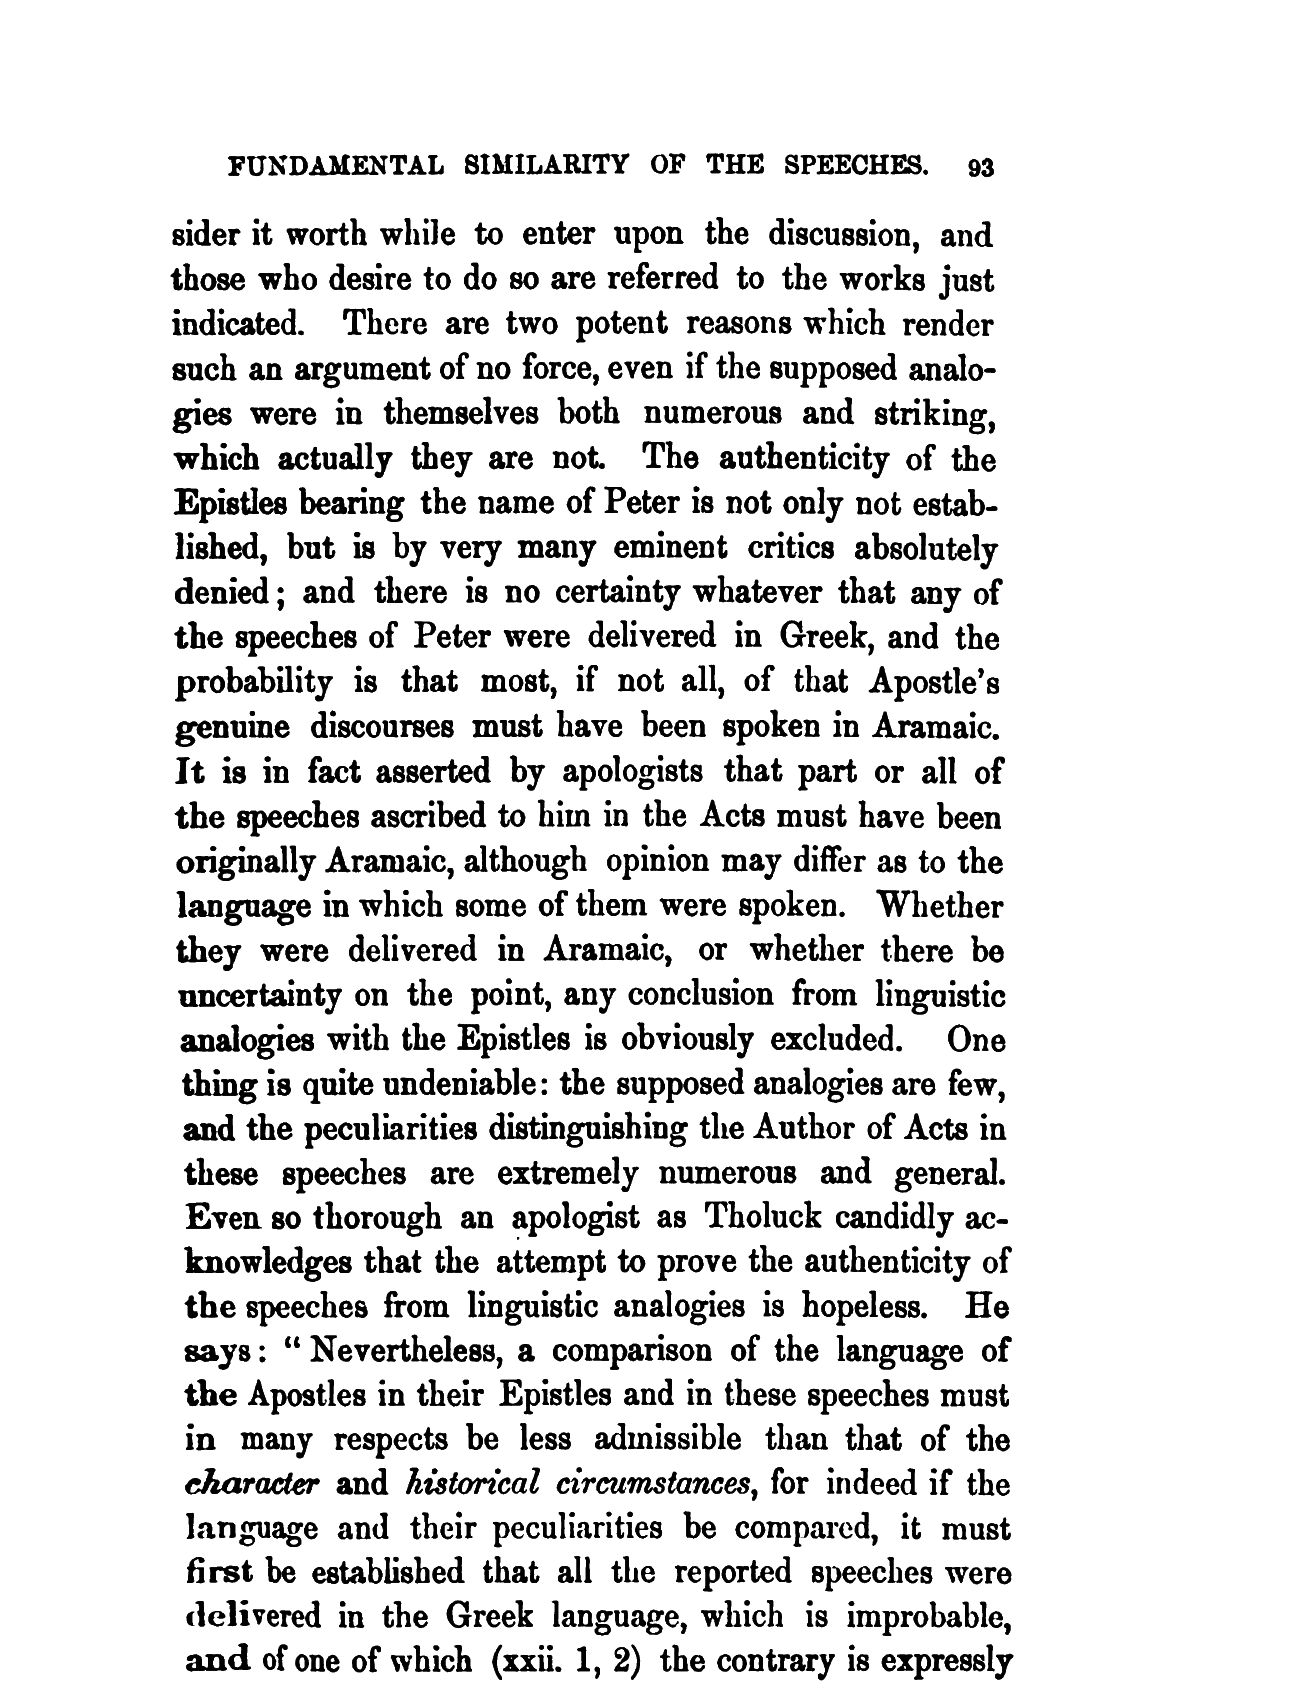 FUNDAMENTAL SIMILARITY OF THE SPEECHES. 93
sider it worth while to enter upon the discussion, and
those who desire to do so are referred to the works just
indicated. There are two potent reasons which render
such an argument of no force, even if the supposed analo-
gies were in themselves both numerous and striking,
which actually they are not. The authenticity of the
Epistles bearing the name of Peter is not only not estab-
lished, but is by very many eminent critics absolutely
denied; and there is no certainty whatever that any of
the speeches of Peter were delivered in Greek, and the
probability is that most, if not all, of that Apostle's
genuine discourses must have been spoken in Aramaic.
It is in fact asserted by apologists that part or all of
the speeches ascribed to him in the Acts must have been
originally Aramaic, although opinion may differ as to the
language in which some of them were spoken. Whether
they were delivered in Aramaic, or whether there be
uncertainty on the point, any conclusion from linguistic
analogies with the Epistles is obviously excluded. One
thing is quite undeniable: the supposed analogies are few,
and the peculiarities distinguishing the Author of Acts in
these speeches are extremely numerous and general.
Even so thorough an apologist as Tholuck candidly ac-
knowledges that the attempt to prove the authenticity of
the speeches from linguistic analogies is hopeless. He
says: "Nevertheless, a comparison of the language of
the Apostles in their Epistles and in these speeches must
in many respects be less admissible than that of the
character and historical circumstances, for indeed if the
language and their peculiarities be compared, it must
first be established that all the reported speeches were
delivered in the Greek language, which is improbable,
and of one of which (xxii. 1, 2) the contrary is expressly